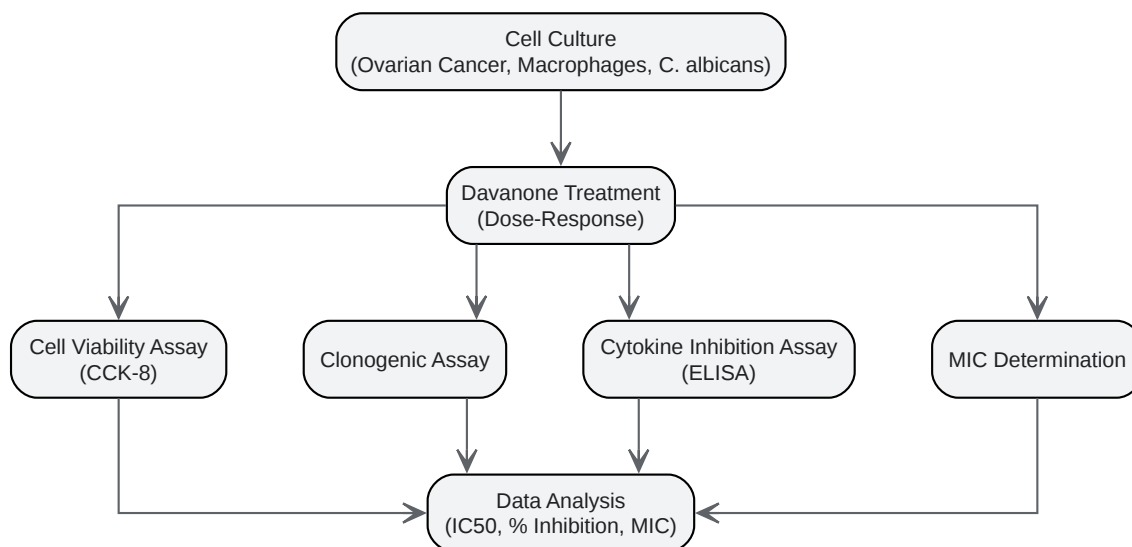 Cell Culture
(Ovarian Cancer, Macrophages, C. albicans)
Davanone Treatment
(Dose-Response)
Cell Viability Assay
(CCK-8)
Clonogenic Assay
Cytokine Inhibition Assay
(ELISA)
MIC Determination
Data Analysis
(IC50, % Inhibition, MIC)